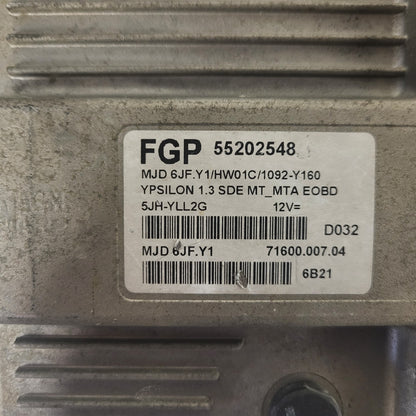 FGP 55202548
MJD 6JF.Y1/HW01C/1092-Y160
YPSILON 1.3 SDE MT_MTA EOBD
5JH-YLL2G 12V=
D032
MJD 6JF.Y1 71600.007.04
6B21